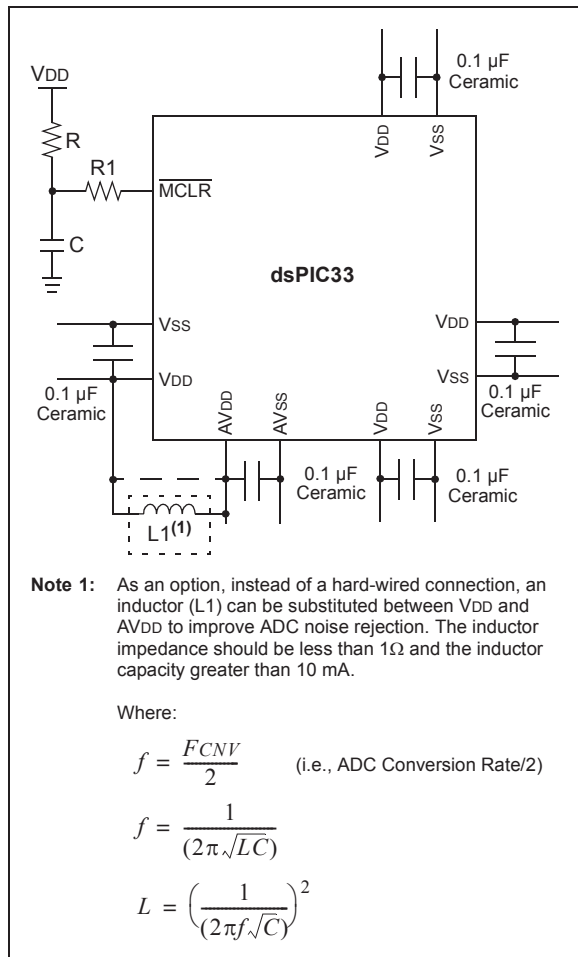 0.1 µF
Ceramic
VDD
R
R1
C
MCLR
VDD
VSS
dsPIC33
VSS
VDD
VDD
VSS
0.1 µF
Ceramic
AVDD
AVSS
VDD
VSS
0.1 µF
Ceramic
0.1 µF
Ceramic
0.1 µF
Ceramic
L1(1)
Note 1: As an option, instead of a hard-wired connection, an
inductor (L1) can be substituted between VDD and
AVDD to improve ADC noise rejection. The inductor
impedance should be less than 1Ω and the inductor
capacity greater than 10 mA.
Where:
f = FCNV / 2 (i.e., ADC Conversion Rate/2)
f = 1 / (2π√LC)
L = (1 / (2πf√C))²